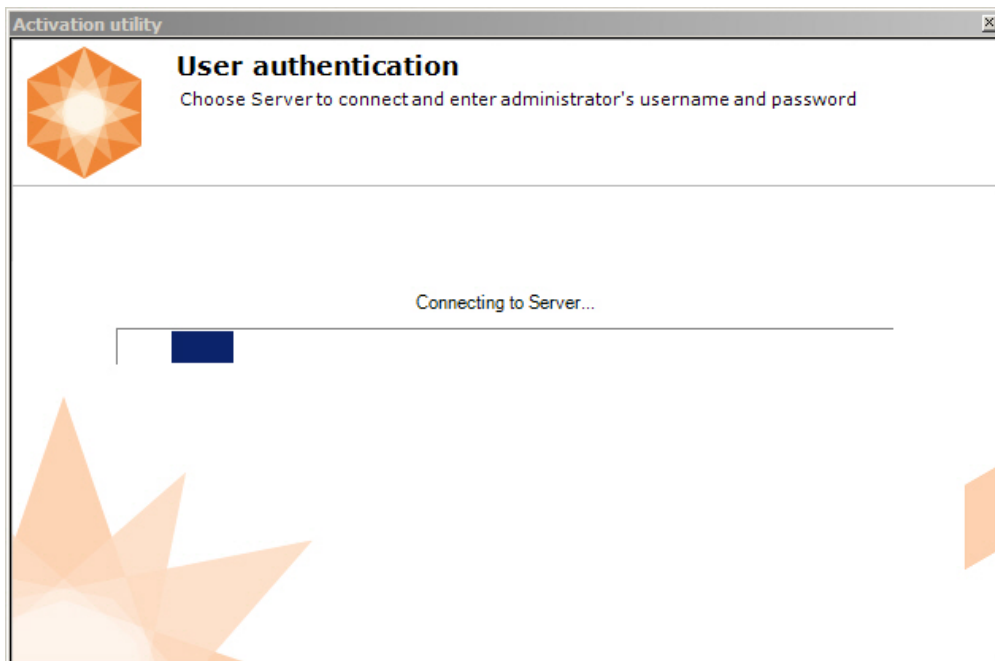 Activation utility
User authentication
Choose Server to connect and enter administrator's username and password
Connecting to Server...